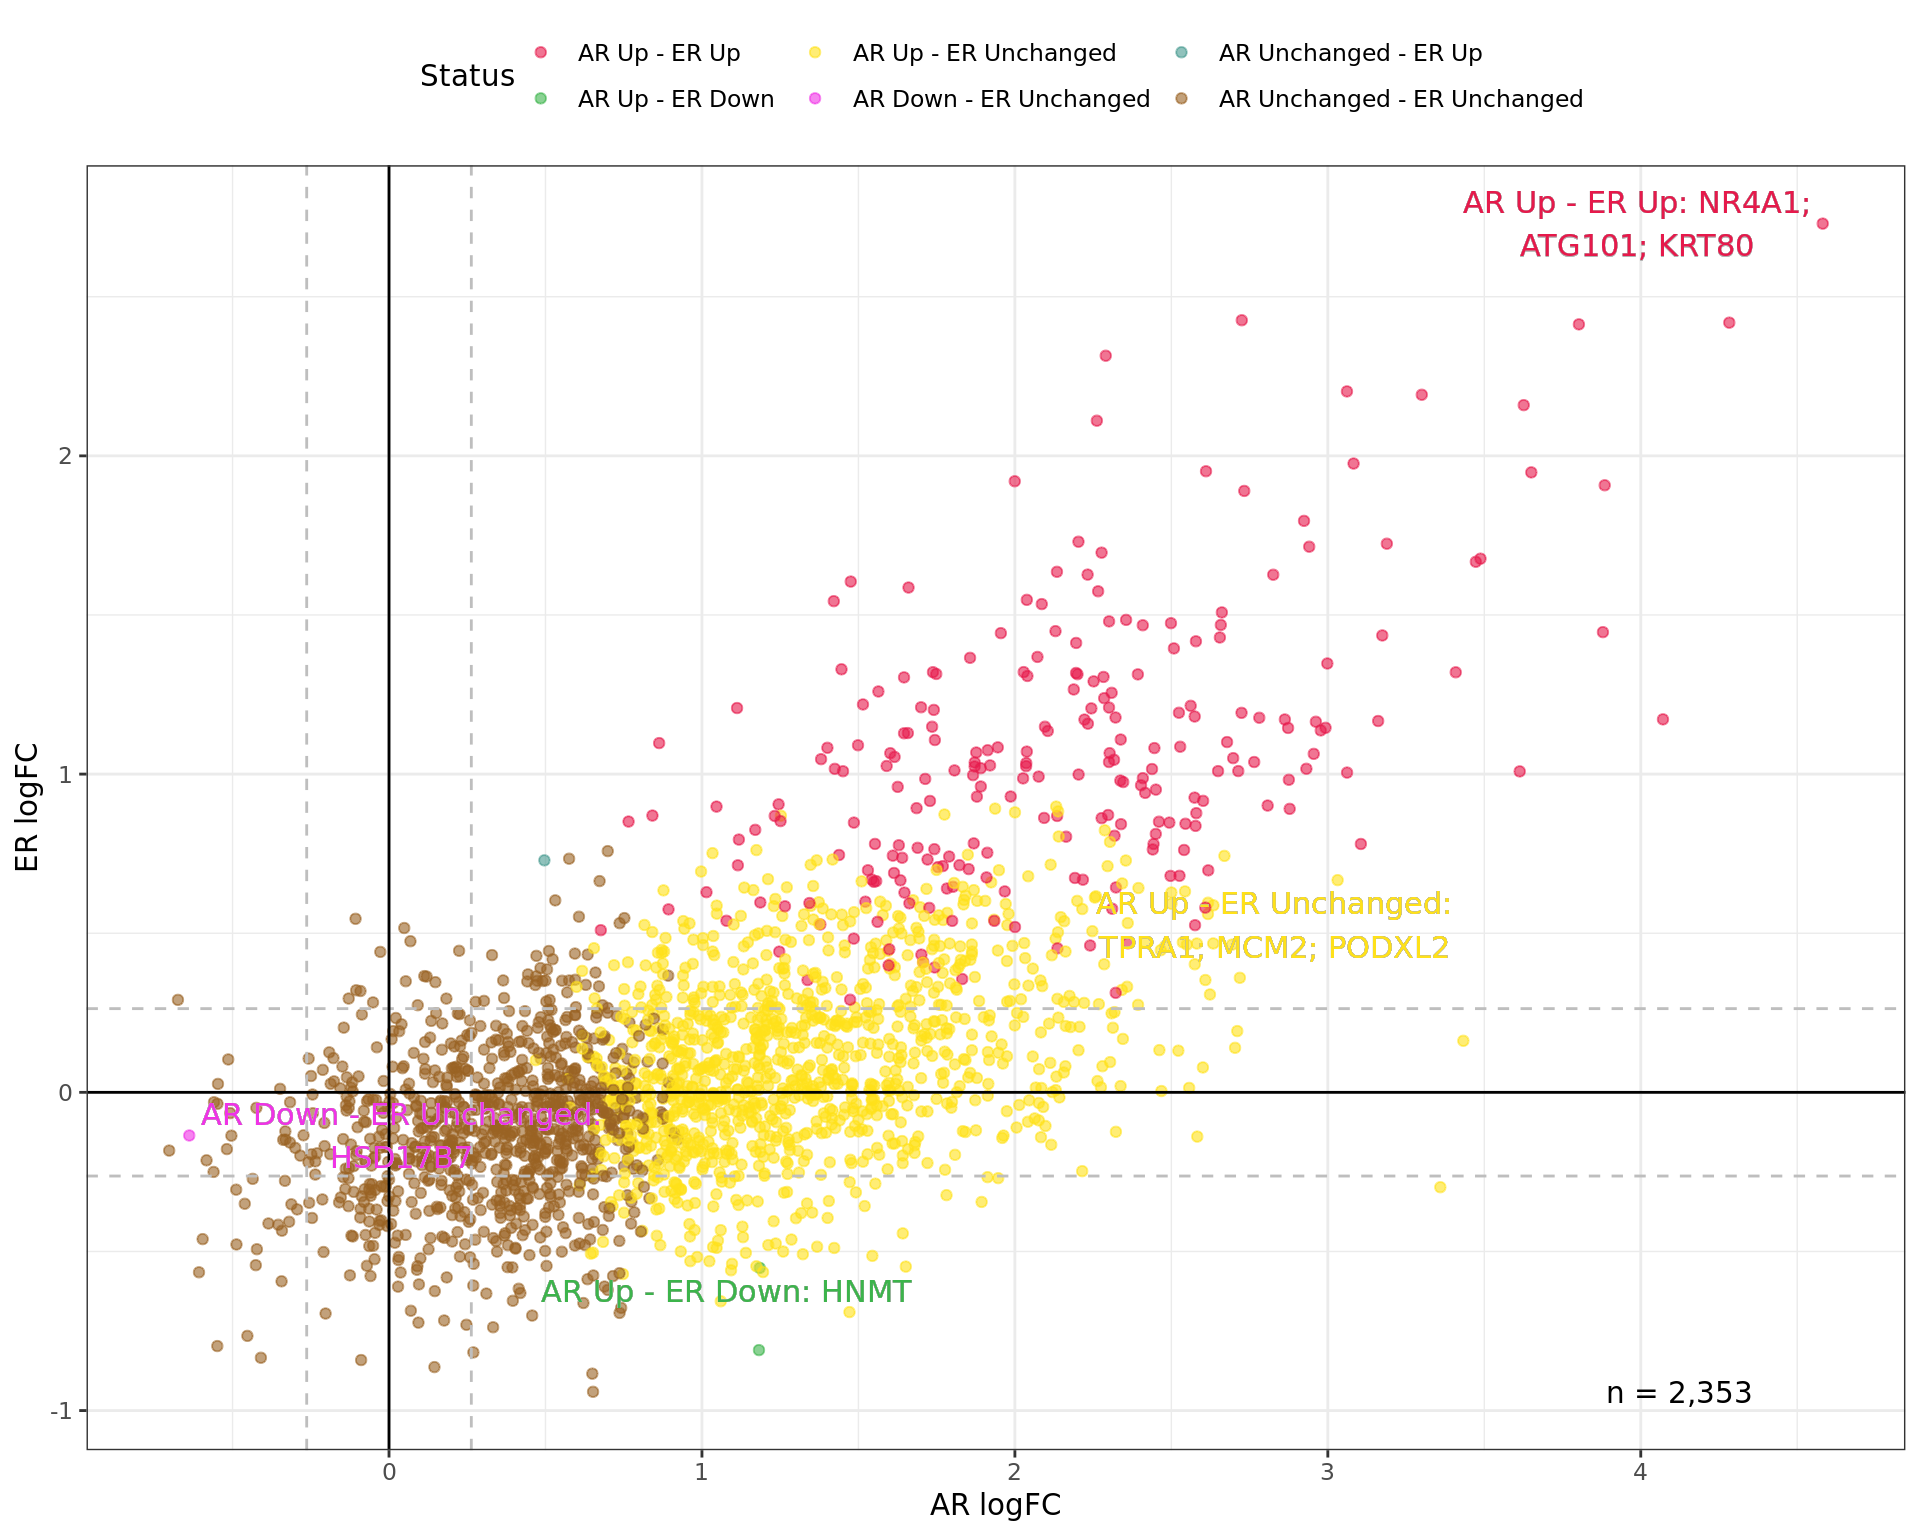 Status
AR Up - ER Up
AR Up - ER Unchanged
AR Unchanged - ER Up
AR Up - ER Down
AR Down - ER Unchanged
AR Unchanged - ER Unchanged
AR Up - ER Up: NR4A1;
ATG101; KRT80
2
1
ER logFC
AR Up - ER Unchanged:
TPRA1; MCM2; PODXL2
0
AR Down - ER Unchanged:
HSD17B7
AR Up - ER Down: HNMT
n = 2,353
-1
0
1
2
3
4
AR logFC